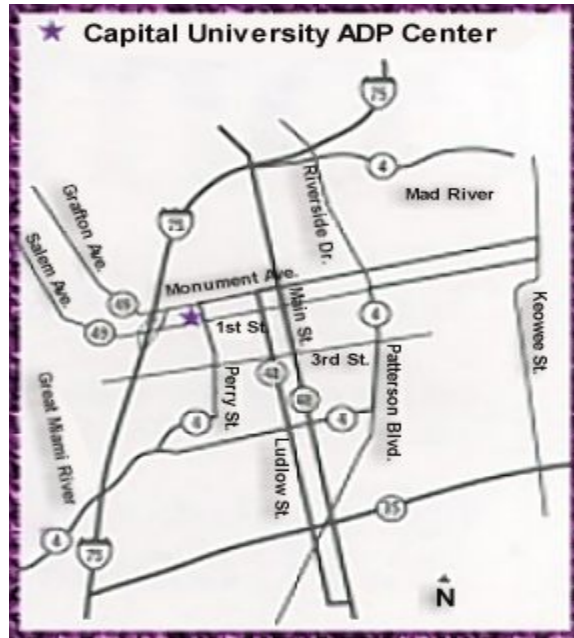 Capital University ADP Center
75
4
Riverside Dr.
Mad River
Grafton Ave.
75
Salem Ave.
Monument Ave.
49
Main St.
1st St.
4
49
Keowee St.
3rd St.
Perry St.
Patterson Blvd.
48
Great Miami River
48
4
4
Ludlow St.
35
4
75
N